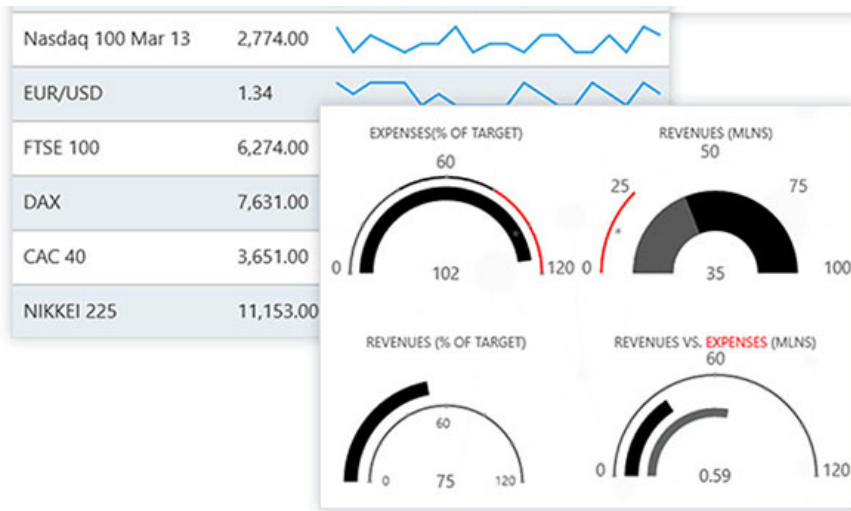 Nasdaq 100 Mar 13 2,774.00
EUR/USD 1.34
FTSE 100 6,274.00
DAX 7,631.00
CAC 40 3,651.00
NIKKEI 225 11,153.00
EXPENSES(% OF TARGET)
60
0 102 120
REVENUES (MLNS)
50
25 75
0 35 100
REVENUES (% OF TARGET)
60
0 75 120
REVENUES VS. EXPENSES (MLNS)
60
0 0.59 120